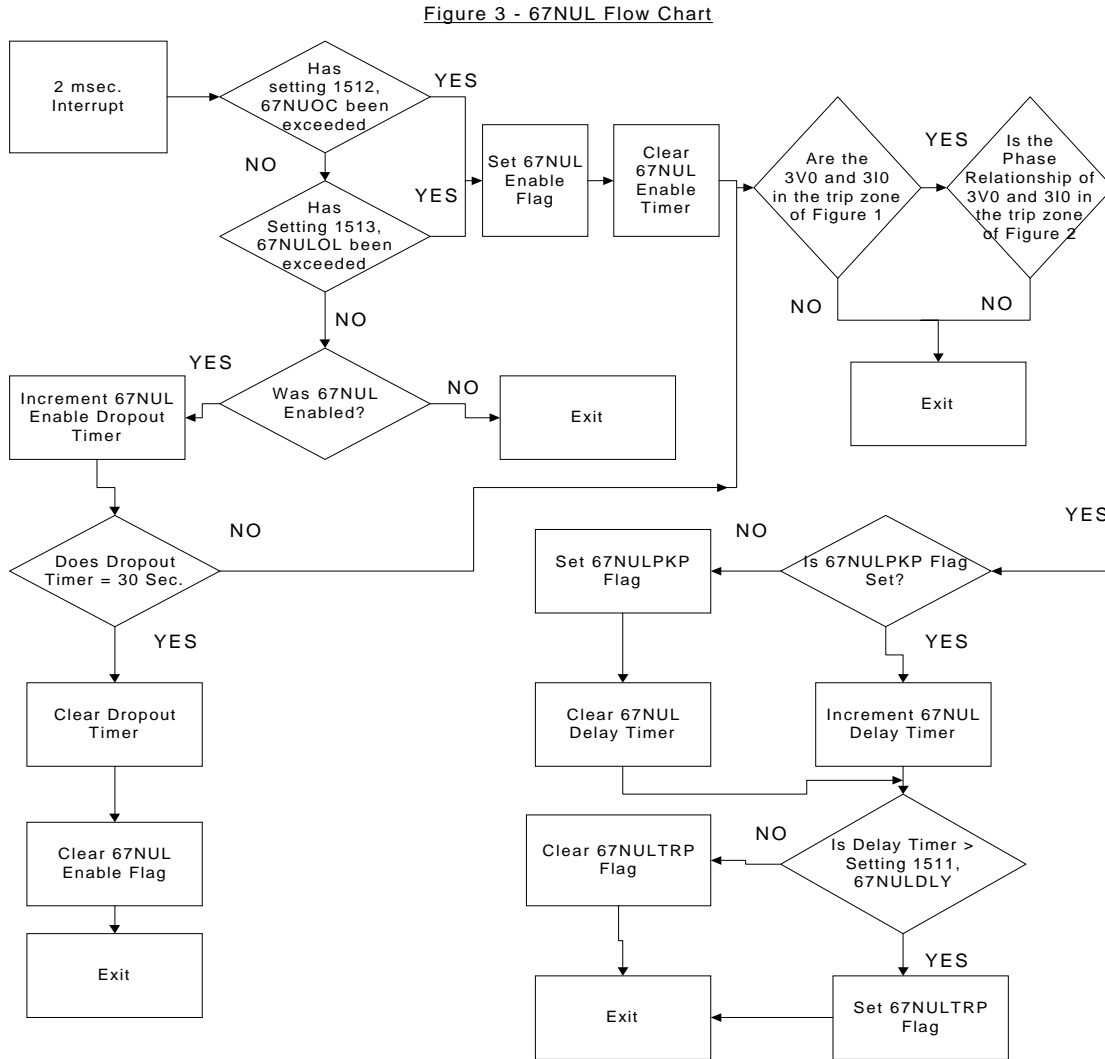 Figure 3 - 67NUL Flow Chart
2 msec.
Interrupt
Has
setting 1512,
67NUOC been
exceeded
YES
NO
Has
Setting 1513,
67NULOL been
exceeded
YES
NO
Set 67NUL
Enable
Flag
Clear
67NUL
Enable
Timer
Are the
3V0 and 3I0
in the trip zone
of Figure 1
YES
NO
Is the
Phase
Relationship of
3V0 and 3I0 in
the trip zone
of Figure 2
NO
YES
Exit
Was 67NUL
Enabled?
YES
NO
Exit
Increment 67NUL
Enable Dropout
Timer
Does Dropout
Timer = 30 Sec.
NO
YES
Clear Dropout
Timer
Clear 67NUL
Enable Flag
Exit
Is 67NULPKP Flag
Set?
NO
YES
Set 67NULPKP
Flag
Clear 67NUL
Delay Timer
Increment 67NUL
Delay Timer
Is Delay Timer >
Setting 1511,
67NULDLY
NO
YES
Clear 67NULTRP
Flag
Set 67NULTRP
Flag
Exit